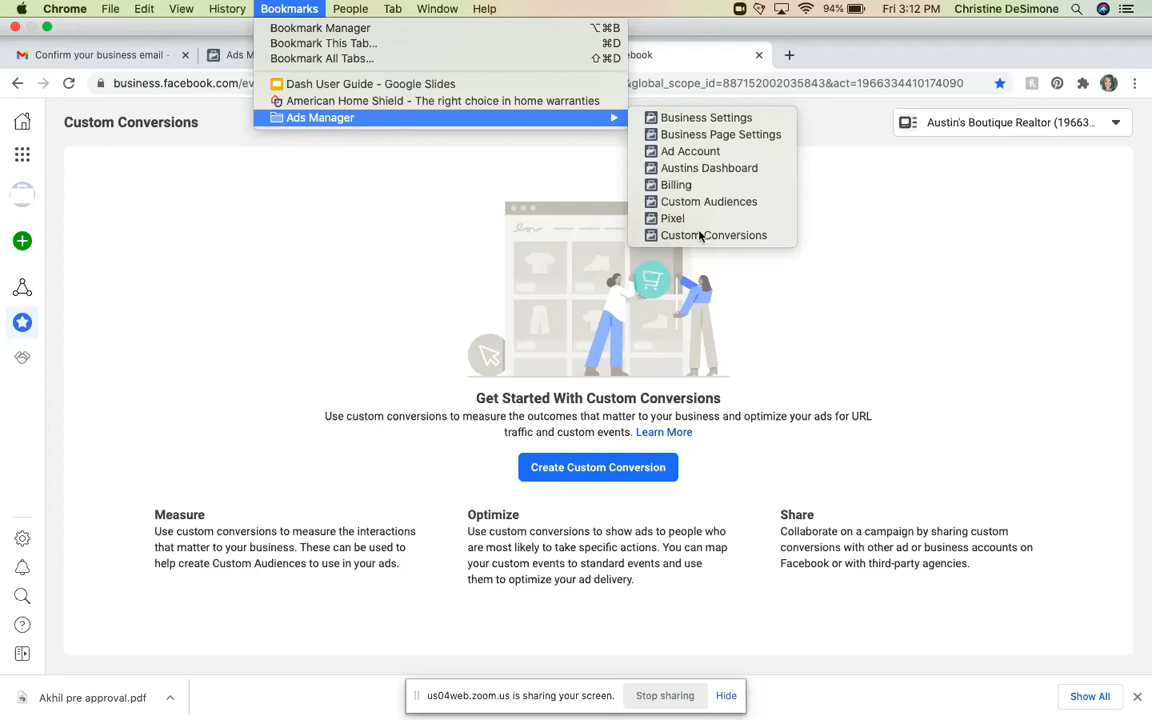 Chrome File Edit View History Bookmarks People Tab Window Help 94% Fri 3:12 PM Christine DeSimone
Bookmark Manager ⌥⌘B
Bookmark This Tab... ⌘D
Bookmark All Tabs... ⇧⌘D
Confirm your business email -
Ads M
ebook
business.facebook.com/ev
global_scope_id=887152002035843&act=1966334410174090
Dash User Guide - Google Slides
American Home Shield - The right choice in home warranties
Ads Manager
Business Settings
Business Page Settings
Ad Account
Austins Dashboard
Billing
Custom Audiences
Pixel
Custom Conversions
Custom Conversions
Austin's Boutique Realtor (19663...
Get Started With Custom Conversions
Use custom conversions to measure the outcomes that matter to your business and optimize your ads for URL
traffic and custom events. Learn More
Create Custom Conversion
Measure
Use custom conversions to measure the interactions
that matter to your business. These can be used to
help create Custom Audiences to use in your ads.
Optimize
Use custom conversions to show ads to people who
are most likely to take specific actions. You can map
your custom events to standard events and use
them to optimize your ad delivery.
Share
Collaborate on a campaign by sharing custom
conversions with other ad or business accounts on
Facebook or with third-party agencies.
Akhil pre approval.pdf
us04web.zoom.us is sharing your screen. Stop sharing Hide
Show All